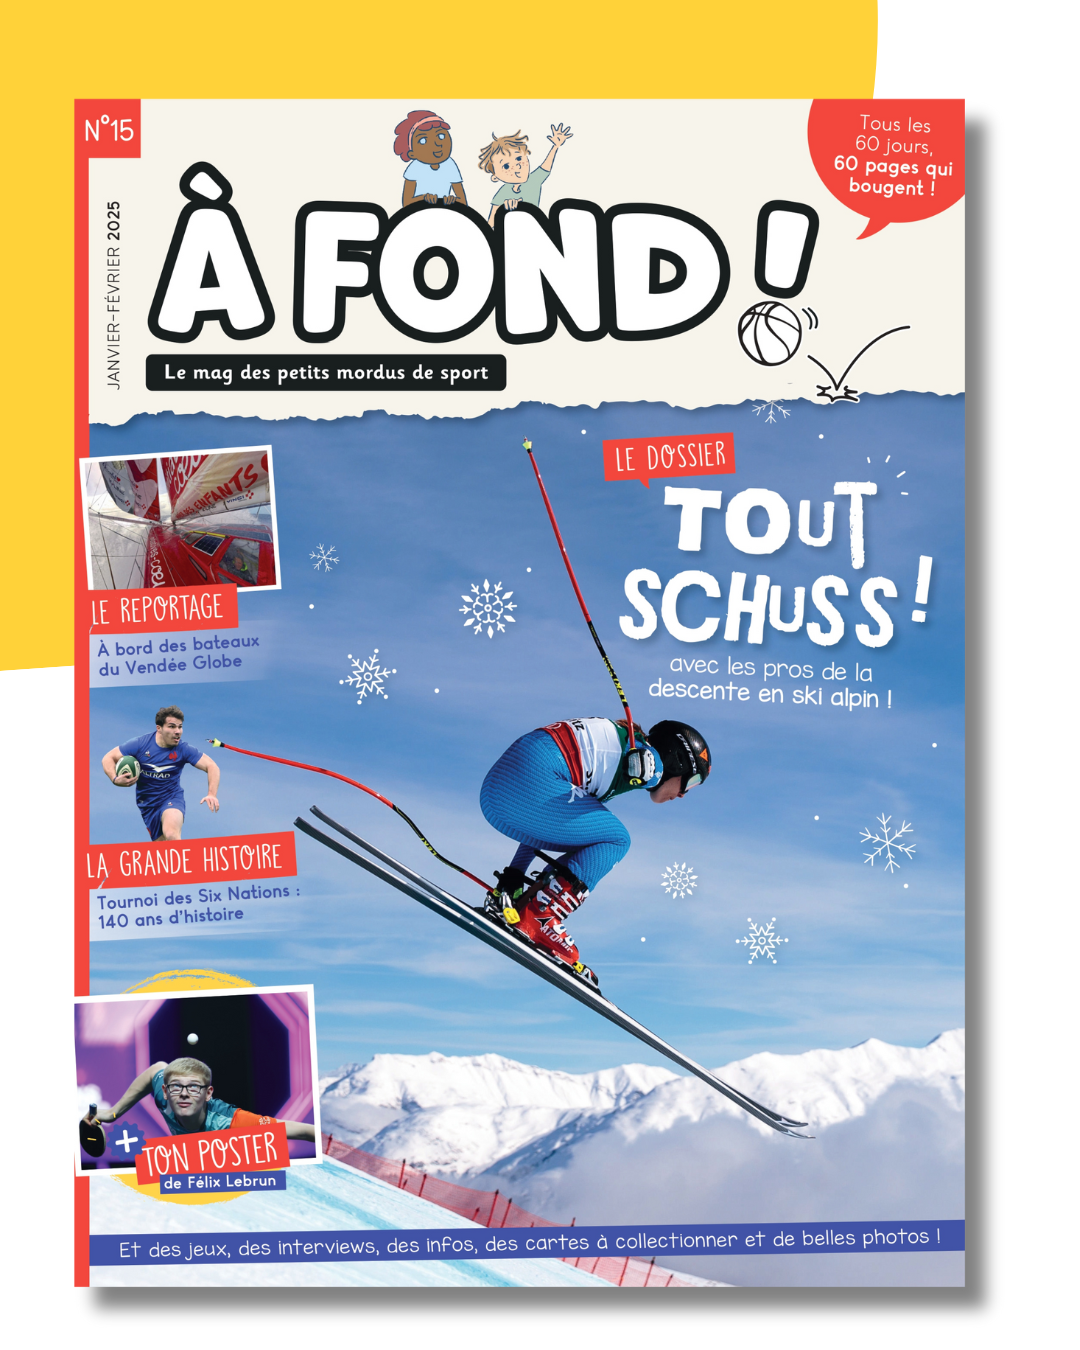 N°15
JANVIER-FÉVRIER 2025
Tous les
60 jours,
60 pages qui
bougent !
À FOND !
Le mag des petits mordus de sport
LE DOSSIER
TOUT
SCHUSS !
avec les pros de la
descente en ski alpin !
ENFANTS
LE REPORTAGE
À bord des bateaux
du Vendée Globe
LA GRANDE HISTOIRE
Tournoi des Six Nations :
140 ans d'histoire
+
TON POSTER
de Félix Lebrun
Et des jeux, des interviews, des infos, des cartes à collectionner et de belles photos !